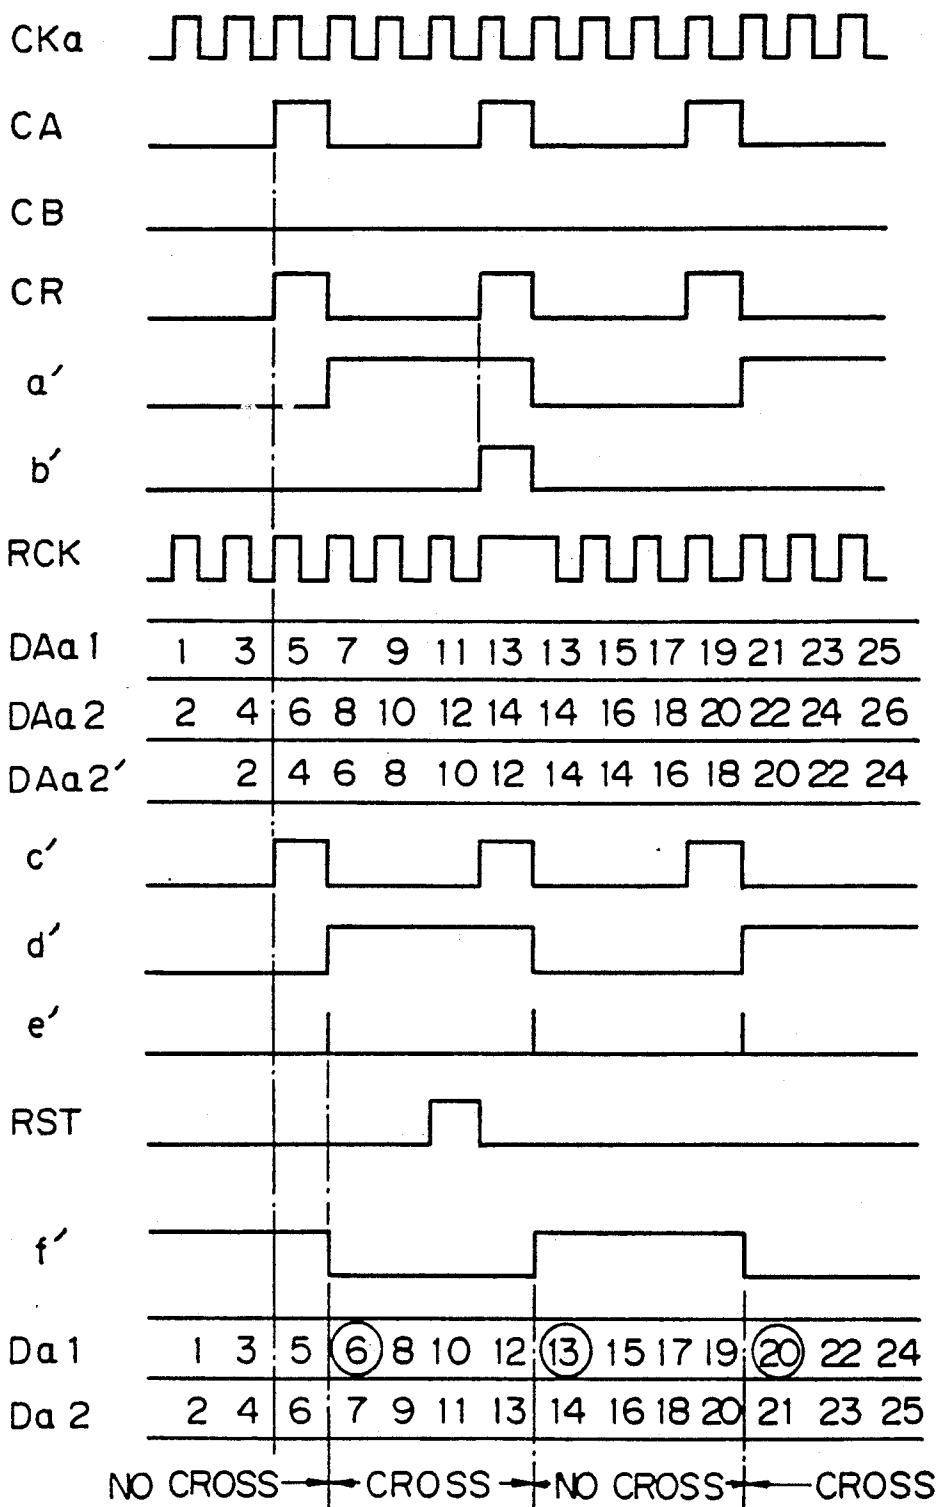 CKa
CA
CB
CR
a′
b′
RCK
DAa1 1 3 5 7 9 11 13 13 15 17 19 21 23 25
DAa2 2 4 6 8 10 12 14 14 16 18 20 22 24 26
DAa2′ 2 4 6 8 10 12 14 14 16 18 20 22 24
c′
d′
e′
RST
f′
Da1 1 3 5 6 8 10 12 13 15 17 19 20 22 24
Da2 2 4 6 7 9 11 13 14 16 18 20 21 23 25
NO CROSS CROSS NO CROSS CROSS